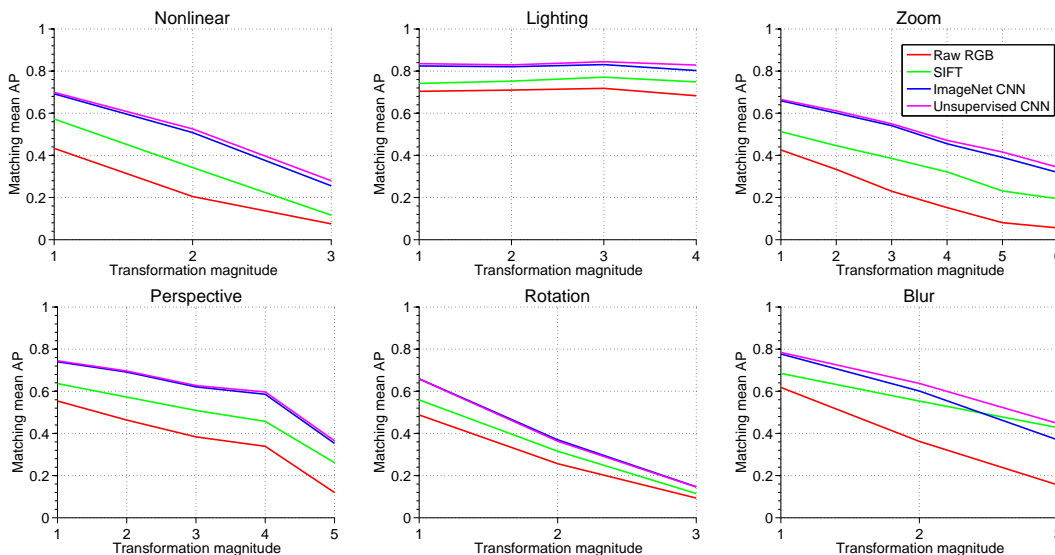 Nonlinear
Matching mean AP
0
0.2
0.4
0.6
0.8
1
1 2 3
Transformation magnitude
Lighting
Matching mean AP
0
0.2
0.4
0.6
0.8
1
1 2 3 4
Transformation magnitude
Zoom
Matching mean AP
0
0.2
0.4
0.6
0.8
1
1 2 3 4 5
Transformation magnitude
Raw RGB
SIFT
ImageNet CNN
Unsupervised CNN
Perspective
Matching mean AP
0
0.2
0.4
0.6
0.8
1
1 2 3 4 5
Transformation magnitude
Rotation
Matching mean AP
0
0.2
0.4
0.6
0.8
1
1 2 3
Transformation magnitude
Blur
Matching mean AP
0
0.2
0.4
0.6
0.8
1
1 2
Transformation magnitude